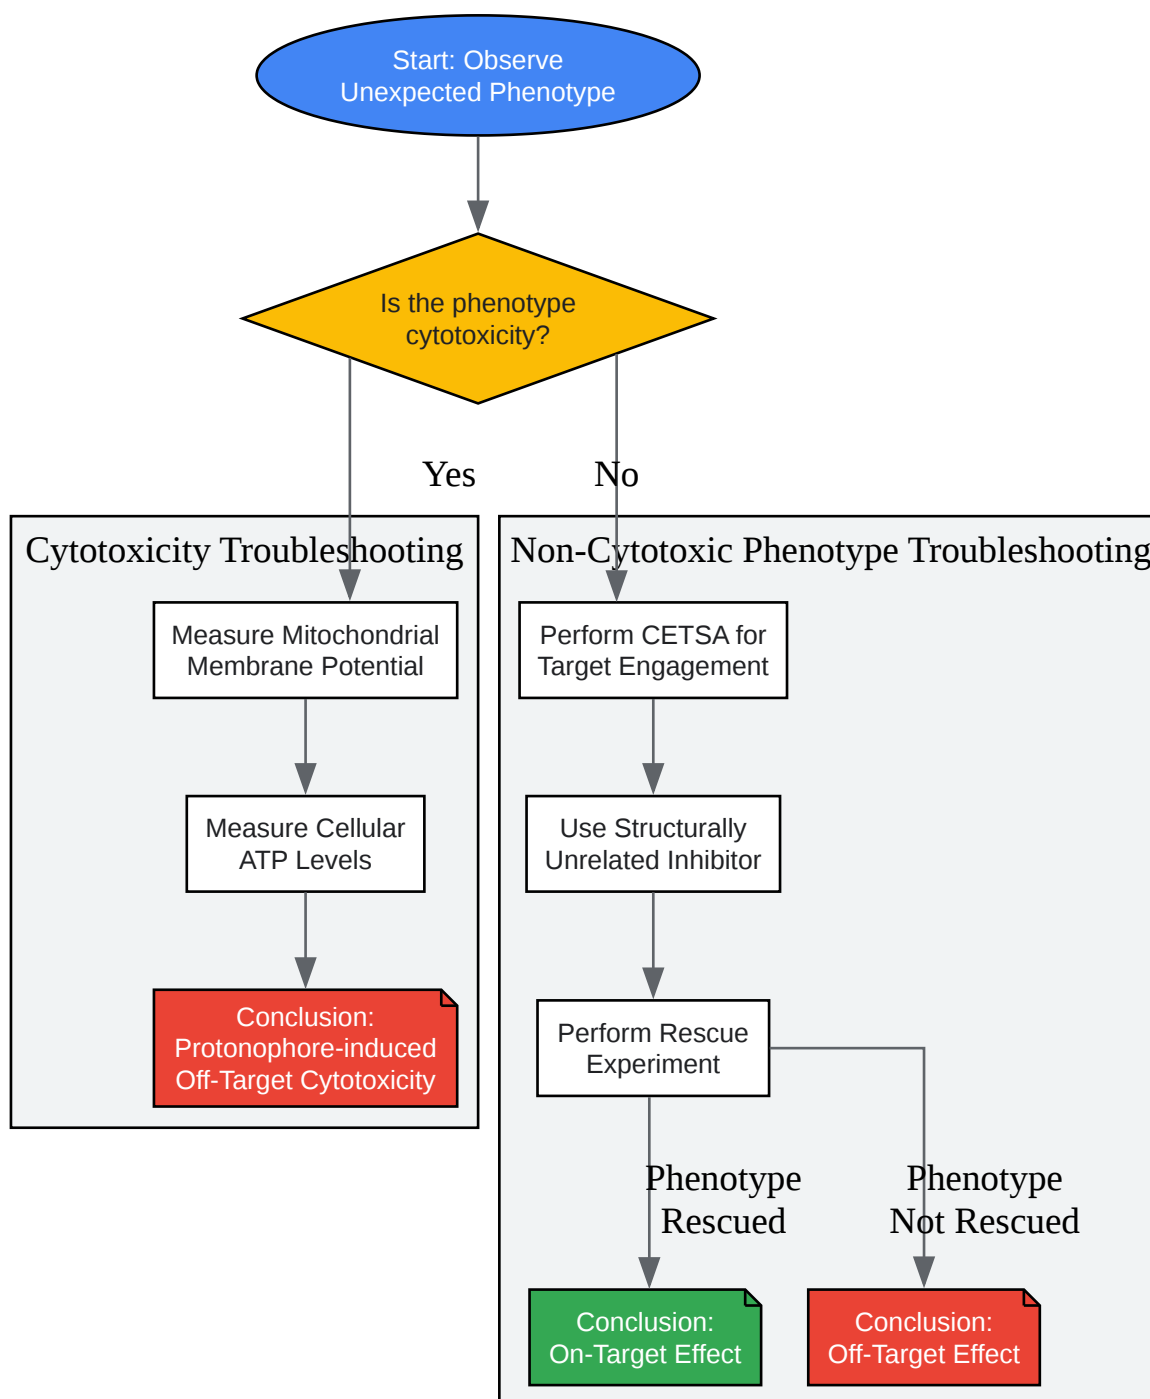 Start: Observe
Unexpected Phenotype
Is the phenotype
cytotoxicity?
Yes
No
Cytotoxicity Troubleshooting
Measure Mitochondrial
Membrane Potential
Measure Cellular
ATP Levels
Conclusion:
Protonophore-induced
Off-Target Cytotoxicity
Non-Cytotoxic Phenotype Troubleshooting
Perform CETSA for
Target Engagement
Use Structurally
Unrelated Inhibitor
Perform Rescue
Experiment
Phenotype
Rescued
Phenotype
Not Rescued
Conclusion:
On-Target Effect
Conclusion:
Off-Target Effect